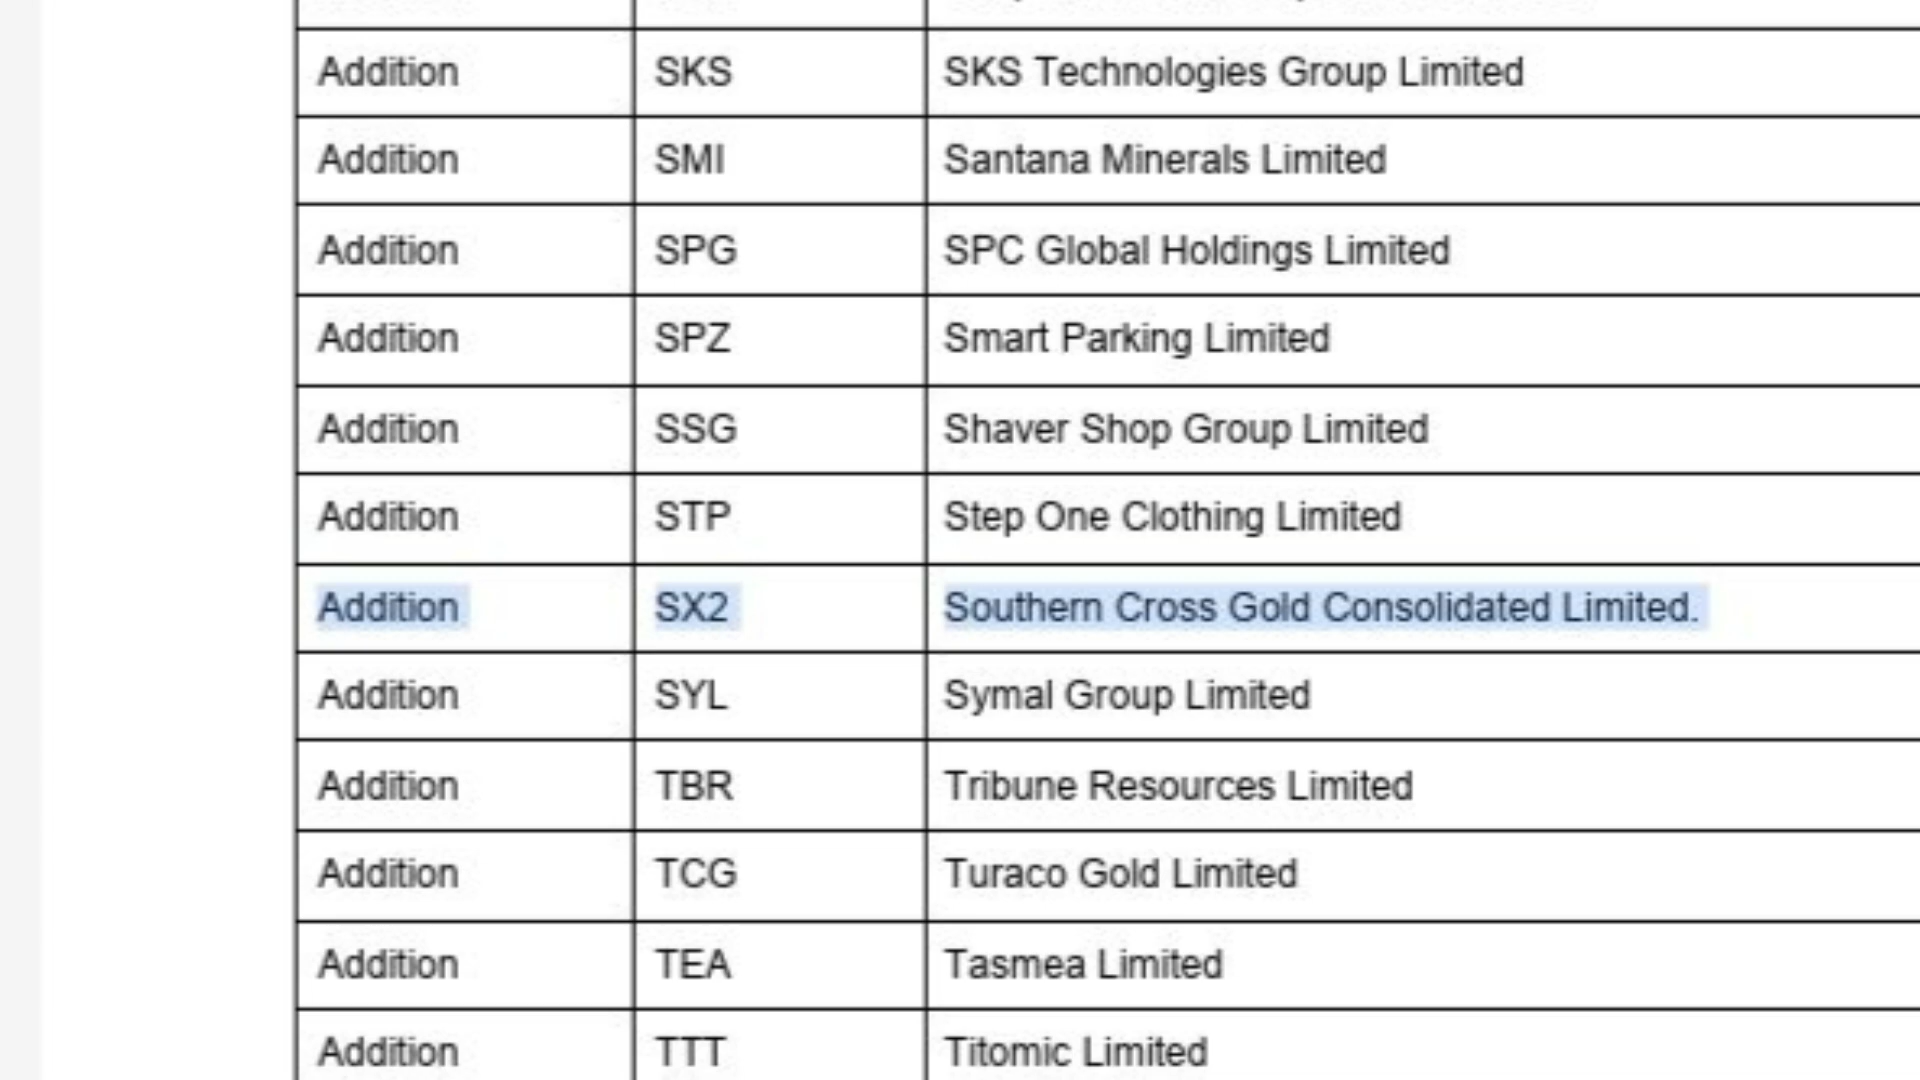 Addition SKS SKS Technologies Group Limited
Addition SMI Santana Minerals Limited
Addition SPG SPC Global Holdings Limited
Addition SPZ Smart Parking Limited
Addition SSG Shaver Shop Group Limited
Addition STP Step One Clothing Limited
Addition SX2 Southern Cross Gold Consolidated Limited.
Addition SYL Symal Group Limited
Addition TBR Tribune Resources Limited
Addition TCG Turaco Gold Limited
Addition TEA Tasmea Limited
Addition TTT Titomic Limited